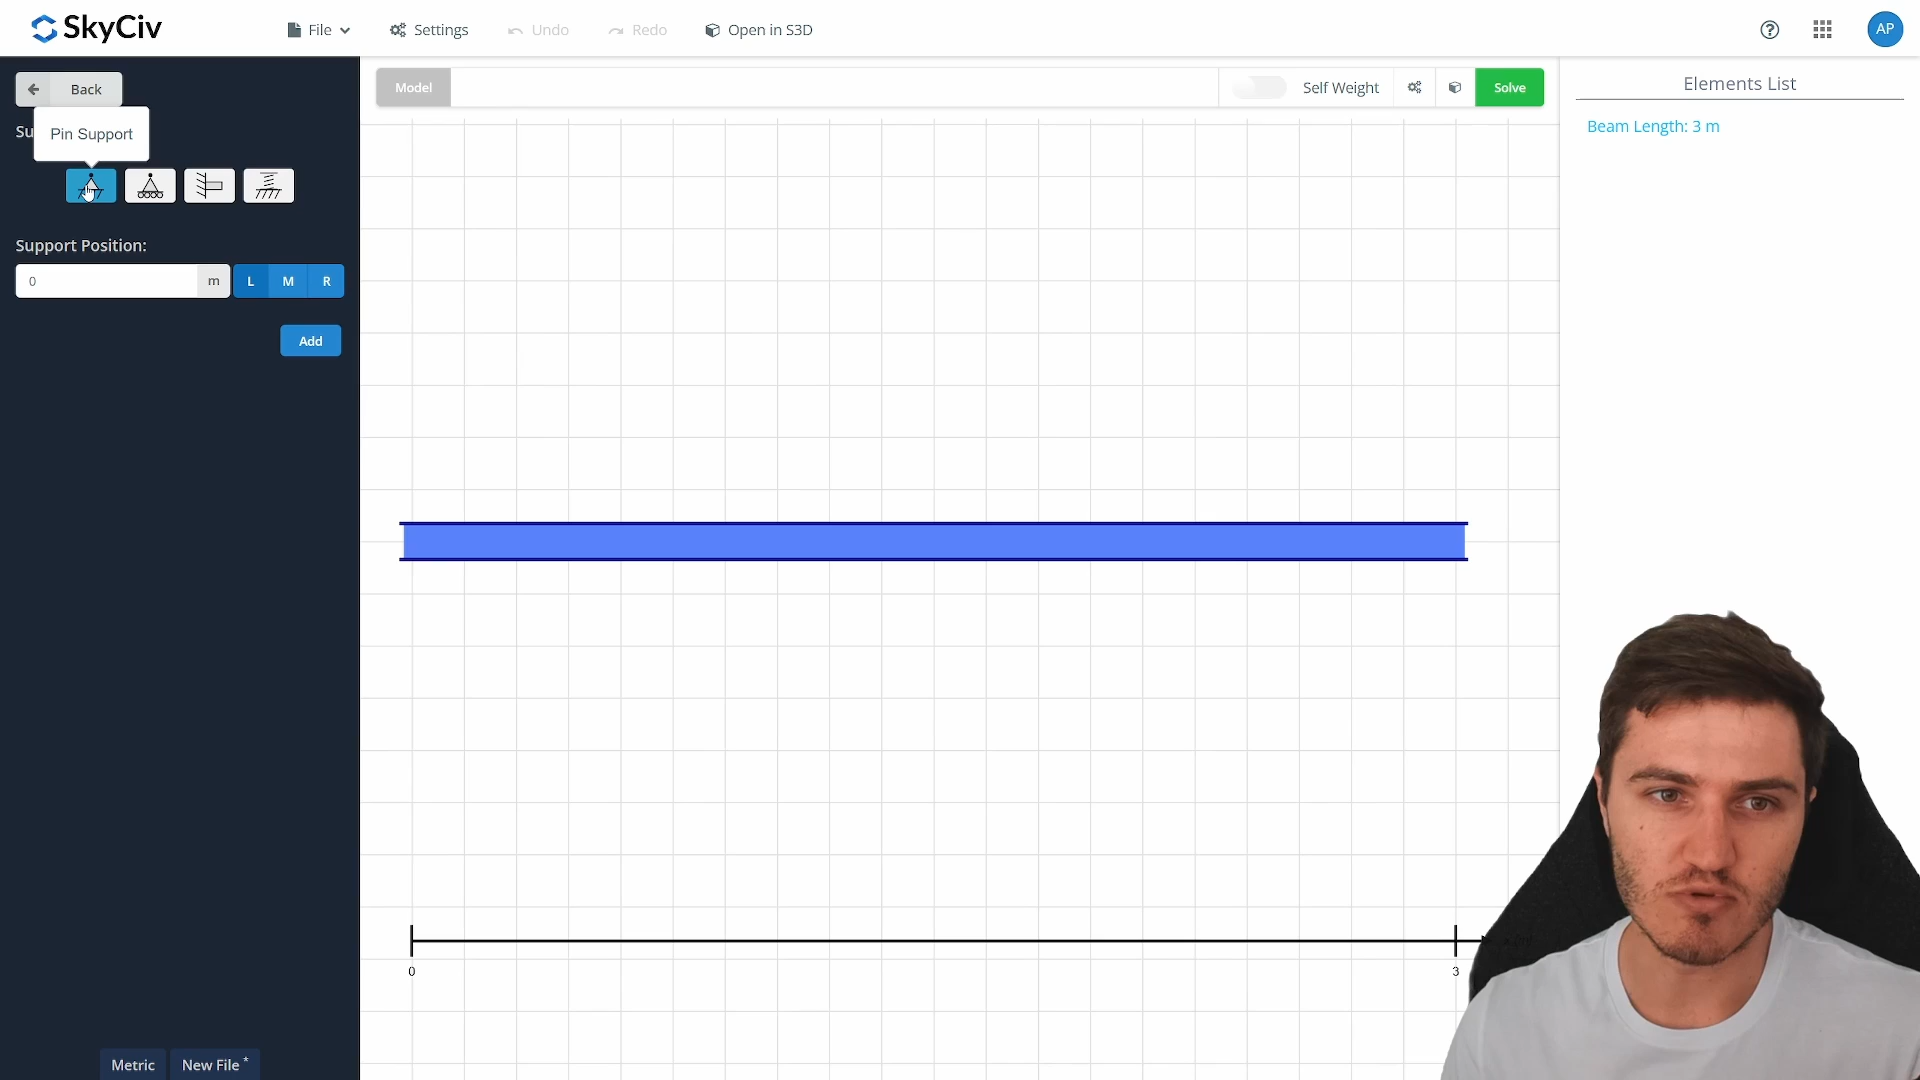 SkyCiv
File
Settings
Undo
Redo
Open in S3D
AP
Back
Pin Support
Su
Support Position:
0
m
L
M
R
Add
Model
Self Weight
Solve
Elements List
Beam Length: 3 m
0
3
Metric
New File *